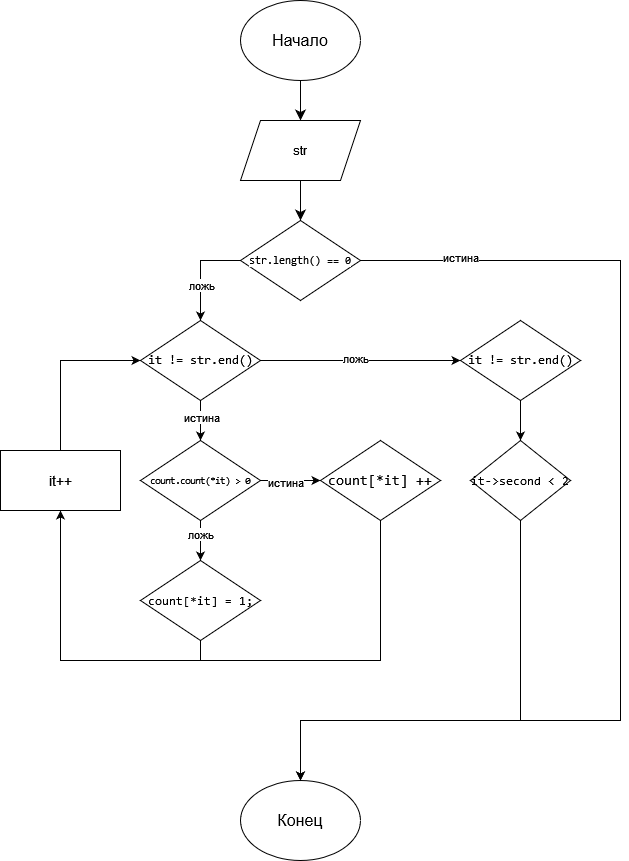 Начало
str
str.length() == 0
истина
ложь
it != str.end()
ложь
it != str.end()
истина
it++
count.count(*it) > 0
истина
count[*it] ++
it->second < 2
ложь
count[*it] = 1;
Конец